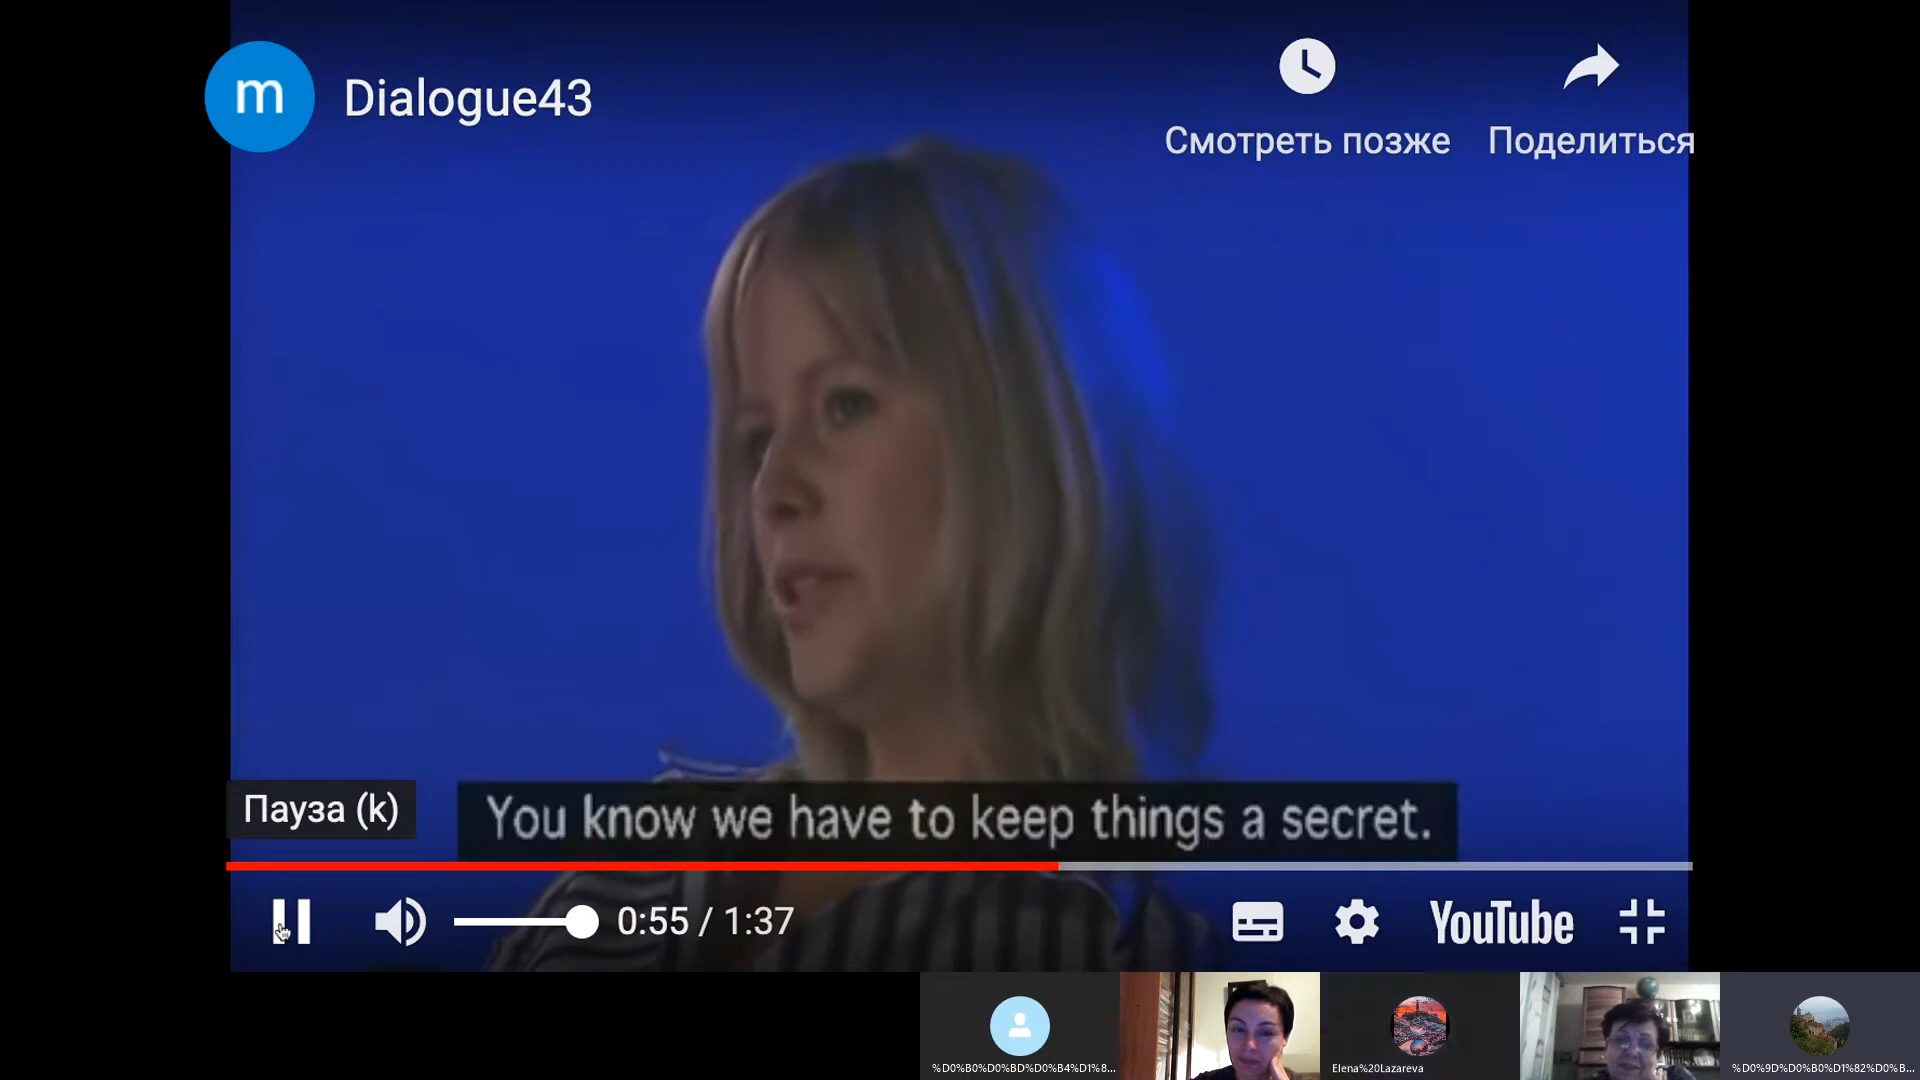 m
Dialogue43
Смотреть позже
Поделиться
Пауза (k)
You know we have to keep things a secret.
0:55 / 1:37
YouTube
%D0%B0%D0%BD%D0%B4%D1%8...
Elena%20Lazareva
%D0%9D%D0%B0%D1%82%D0%B...